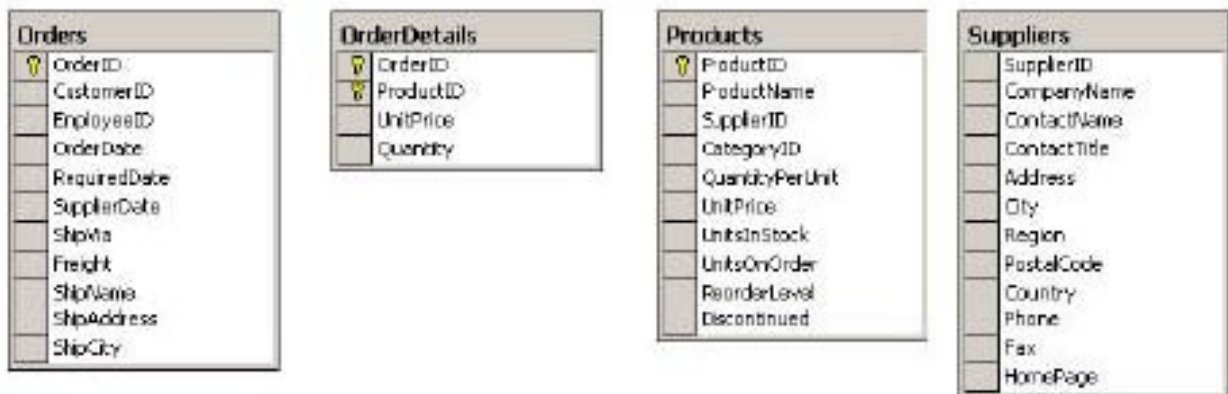 Orders
OrderID
CustomerID
EmployeeID
OrderDate
RequiredDate
SupplierDate
ShipVia
Freight
ShipName
ShipAddress
ShipCity
OrderDetails
OrderID
ProductID
UnitPrice
Quantity
Products
ProductID
ProductName
SupplierID
CategoryID
QuantityPerUnit
UnitPrice
UnitsInStock
UnitsOnOrder
ReorderLevel
Discontinued
Suppliers
SupplierID
CompanyName
ContactName
ContactTitle
Address
City
Region
PostalCode
Country
Phone
Fax
HomePage